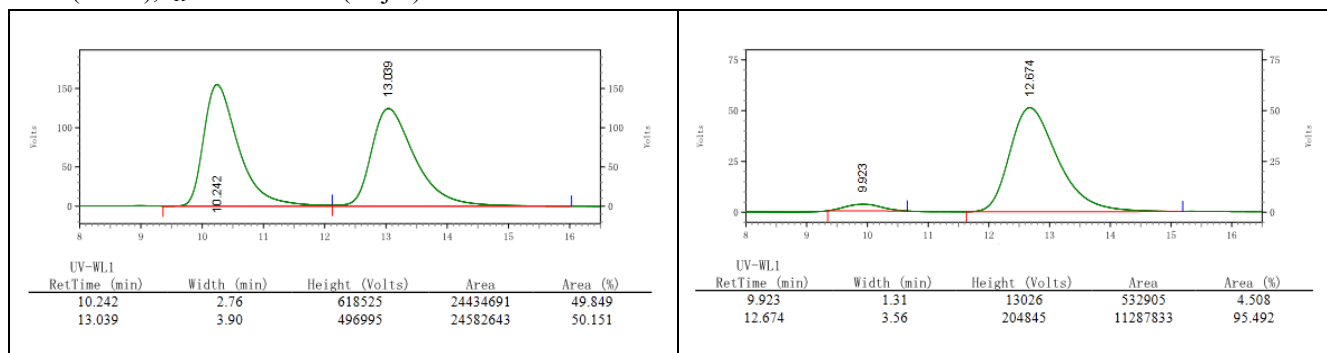 150
100
50
0
Volts
10.242
13.039
150
100
50
0
Volts
8 9 10 11 12 13 14 15 16
UV-WL1
RetTime (min) Width (min) Height (Volts) Area Area (%)
10.242 2.76 618525 24434691 49.849
13.039 3.90 496995 24582643 50.151
75
50
25
0
Volts
9.923
12.674
75
50
25
0
Volts
8 9 10 11 12 13 14 15 16
UV-WL1
RetTime (min) Width (min) Height (Volts) Area Area (%)
9.923 1.31 13026 532905 4.508
12.674 3.56 204845 11287833 95.492